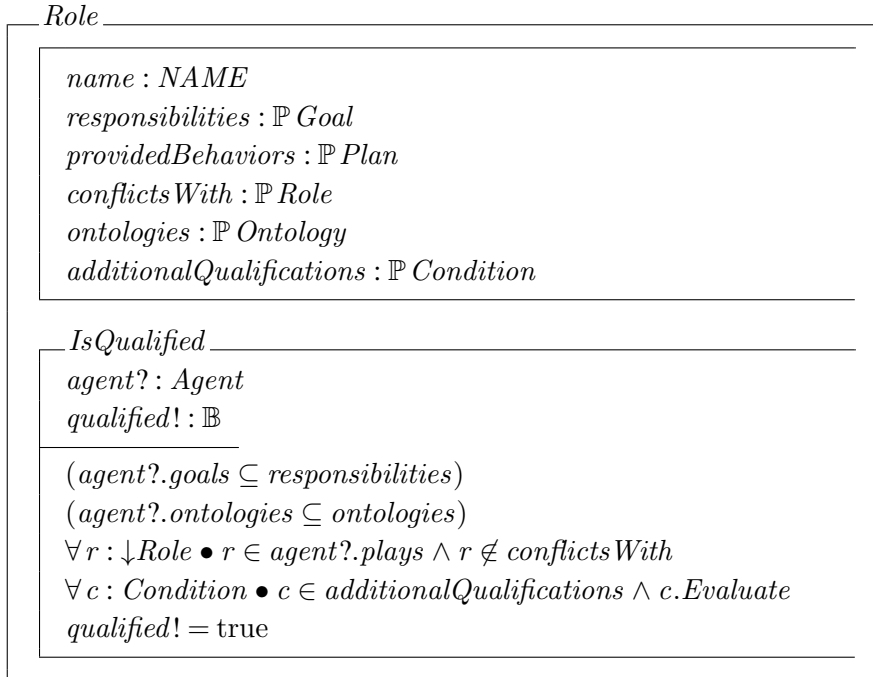 Role
name : NAME
responsibilities : ℙ Goal
providedBehaviors : ℙ Plan
conflictsWith : ℙ Role
ontologies : ℙ Ontology
additionalQualifications : ℙ Condition
IsQualified
agent? : Agent
qualified! : 𝔹
(agent?.goals ⊆ responsibilities)
(agent?.ontologies ⊆ ontologies)
∀ r : ↓Role • r ∈ agent?.plays ∧ r ∉ conflictsWith
∀ c : Condition • c ∈ additionalQualifications ∧ c.Evaluate
qualified! = true